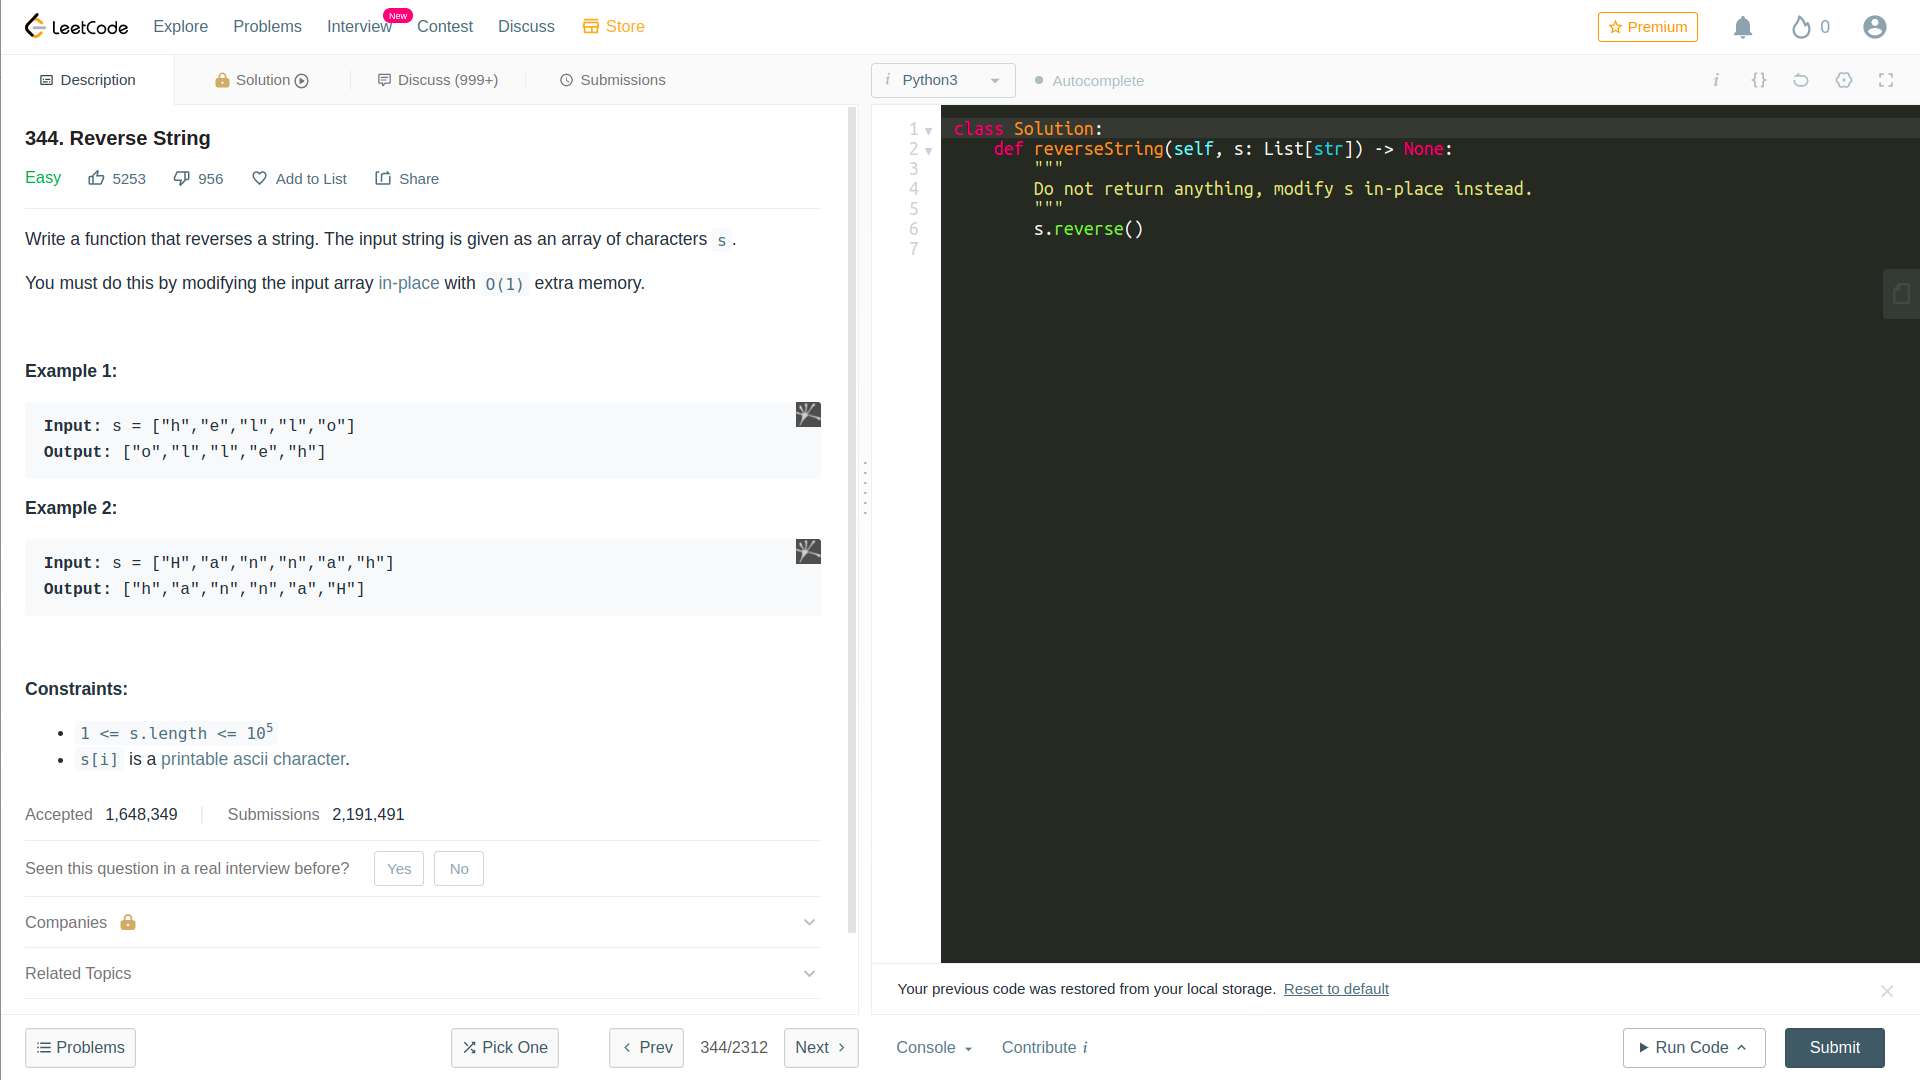 LeetCode Explore Problems Interview New Contest Discuss Store Premium 0
Description Solution Discuss (999+) Submissions
i Python3 Autocomplete i {}
344. Reverse String
Easy 5253 956 Add to List Share
Write a function that reverses a string. The input string is given as an array of characters s.
You must do this by modifying the input array in-place with O(1) extra memory.
Example 1:
Input: s = ["h","e","l","l","o"]
Output: ["o","l","l","e","h"]
Example 2:
Input: s = ["H","a","n","n","a","h"]
Output: ["h","a","n","n","a","H"]
Constraints:
1 <= s.length <= 10⁵
s[i] is a printable ascii character.
Accepted 1,648,349 Submissions 2,191,491
Seen this question in a real interview before? Yes No
Companies
Related Topics
1 class Solution:
2 def reverseString(self, s: List[str]) -> None:
3 """
4 Do not return anything, modify s in-place instead.
5 """
6 s.reverse()
7
Your previous code was restored from your local storage. Reset to default
Problems Pick One Prev 344/2312 Next Console Contribute i Run Code Submit